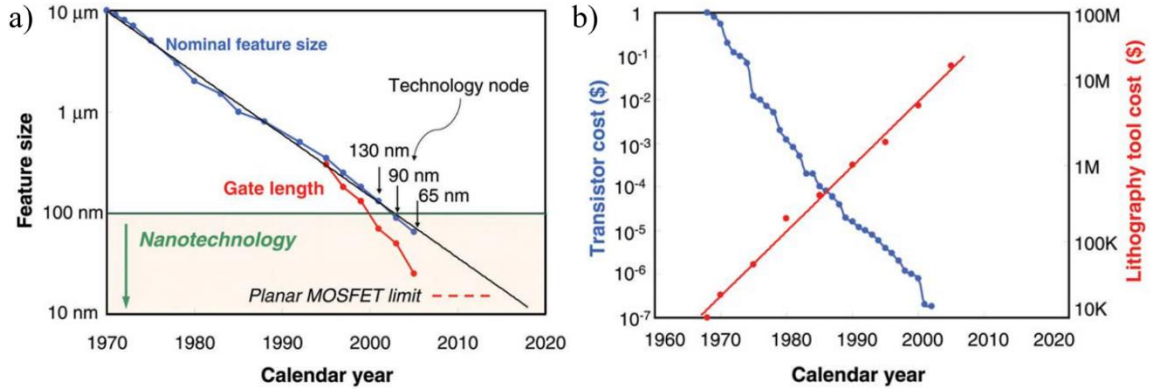 a)
10 μm
1 μm
100 nm
10 nm
Feature size
Nominal feature size
Technology node
130 nm
90 nm
65 nm
Gate length
Nanotechnology
Planar MOSFET limit
1970 1980 1990 2000 2010 2020
Calendar year
b)
1
10-1
10-2
10-3
10-4
10-5
10-6
10-7
Transistor cost ($)
100M
10M
1M
100K
10K
Lithography tool cost ($)
1960 1970 1980 1990 2000 2020
Calendar year